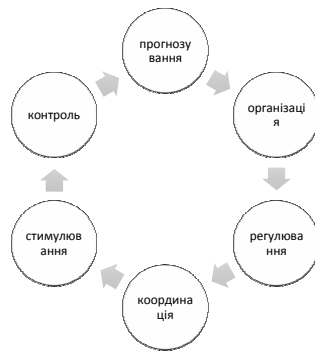 прогнозу
вання
організаці
я
регулюва
ння
координа
ція
стимулюв
ання
контроль